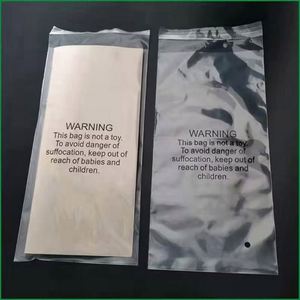 WARNING
This bag is not a toy.
To avoid danger of
suffocation, keep out of
reach of babies and
children.
WARNING
This bag is not a toy.
To avoid danger of
suffocation, keep out of
reach of babies and
children.